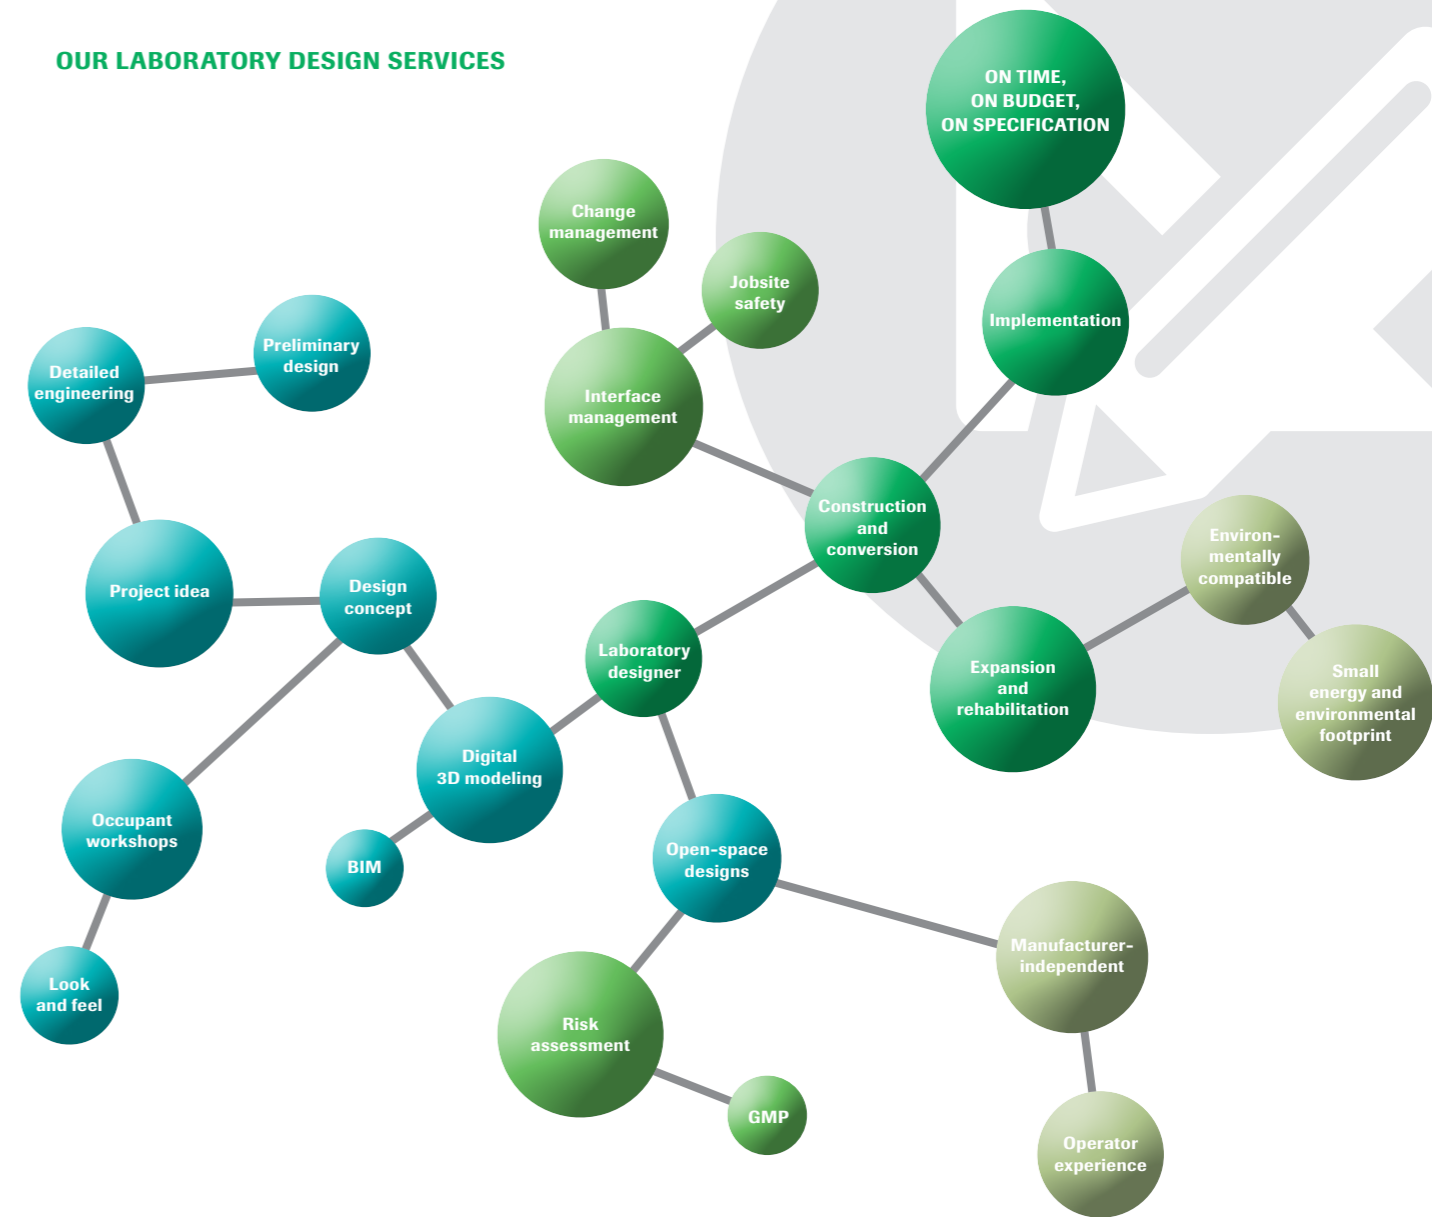 OUR LABORATORY DESIGN SERVICES
ON TIME,
ON BUDGET,
ON SPECIFICATION
Change
management
Jobsite
safety
Implementation
Preliminary
design
Detailed
engineering
Interface
management
Construction
and
conversion
Environ-
mentally
compatible
Project idea
Design
concept
Laboratory
designer
Expansion
and
rehabilitation
Small
energy and
environmental
footprint
Digital
3D modeling
Occupant
workshops
BIM
Open-space
designs
Manufacturer-
independent
Look
and feel
Risk
assessment
GMP
Operator
experience